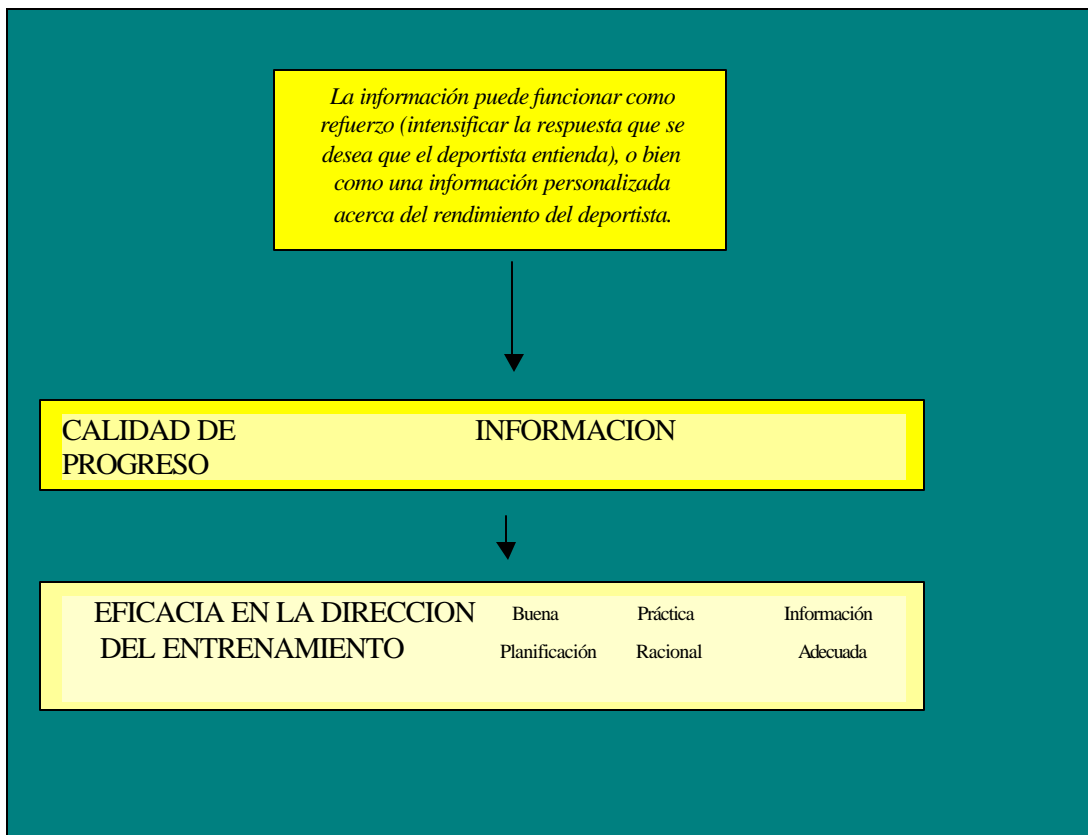 La información puede funcionar como
refuerzo (intensificar la respuesta que se
desea que el deportista entienda), o bien
como una información personalizada
acerca del rendimiento del deportista.
CALIDAD DE INFORMACION
PROGRESO
EFICACIA EN LA DIRECCION Buena Práctica Información
DEL ENTRENAMIENTO Planificación Racional Adecuada